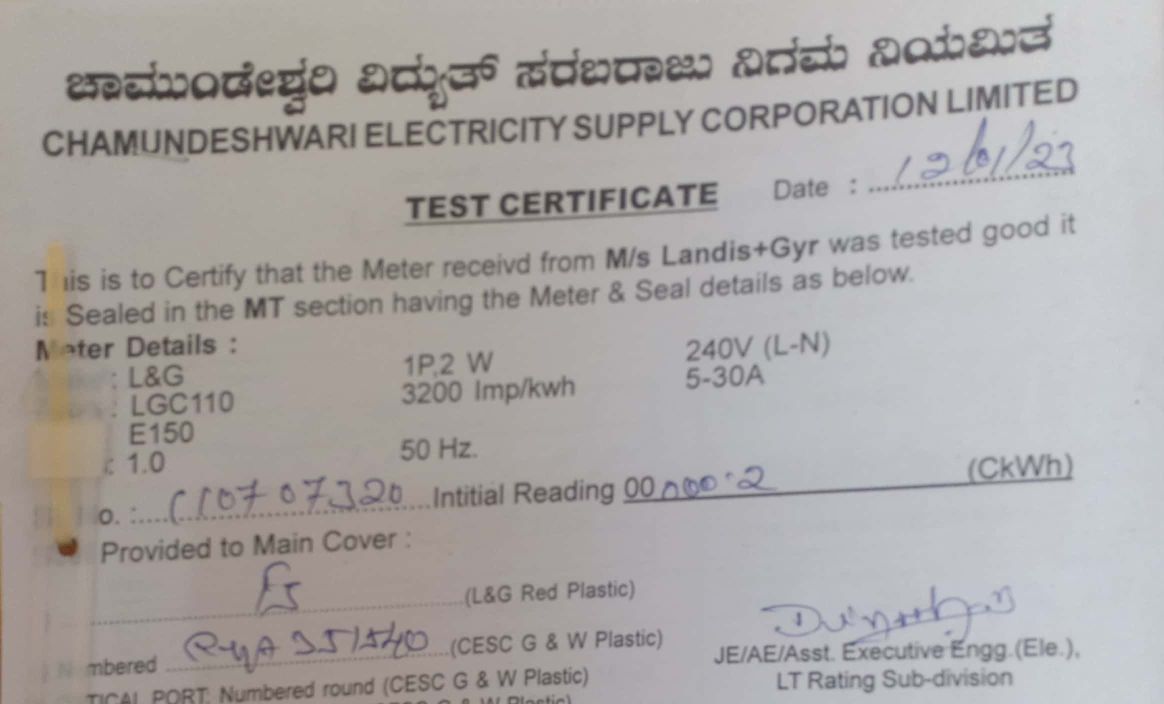 ಚಾಮುಂಡೇಶ್ವರಿ ವಿದ್ಯುತ್ ಸರಬರಾಜು ನಿಗಮ ನಿಯಮಿತ
CHAMUNDESHWARI ELECTRICITY SUPPLY CORPORATION LIMITED
TEST CERTIFICATE Date : 12/01/23
This is to Certify that the Meter receivd from M/s Landis+Gyr was tested good it
is Sealed in the MT section having the Meter & Seal details as below.
Meter Details :
: L&G 1P.2 W 240V (L-N)
: LGC110 3200 Imp/kwh 5-30A
E150
: 1.0 50 Hz.
o. : Intitial Reading 00 000.2 (CkWh)
Provided to Main Cover :
(L&G Red Plastic)
mbered (CESC G & W Plastic)
JE/AE/Asst. Executive Engg.(Ele.),
TICAL PORT. Numbered round (CESC G & W Plastic)
LT Rating Sub-division